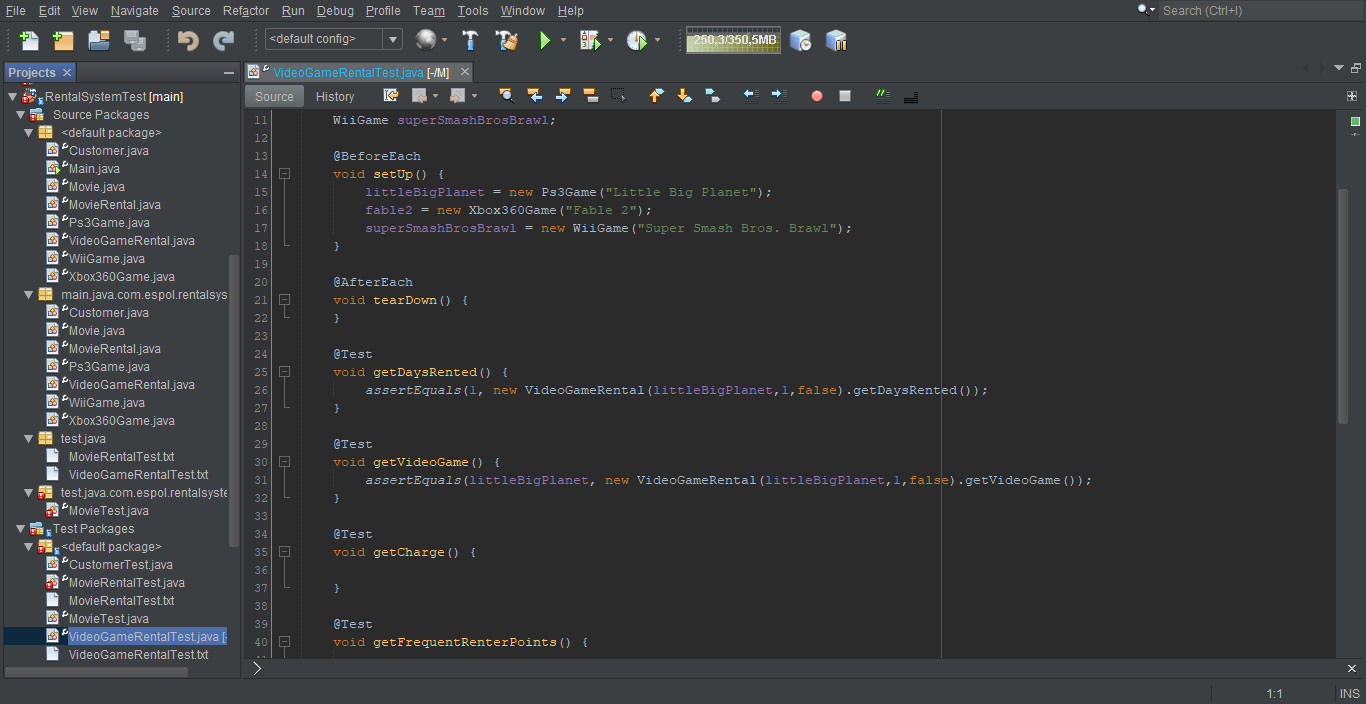 File Edit View Navigate Source Refactor Run Debug Profile Team Tools Window Help Search (Ctrl+I)
<default config> 250,3/350,5MB
Projects
RentalSystemTest [main]
Source Packages
<default package>
Customer.java
Main.java
Movie.java
MovieRental.java
Ps3Game.java
VideoGameRental.java
WiiGame.java
Xbox360Game.java
main.java.com.espol.rentalsys
Customer.java
Movie.java
MovieRental.java
Ps3Game.java
VideoGameRental.java
WiiGame.java
Xbox360Game.java
test.java
MovieRentalTest.txt
VideoGameRentalTest.txt
test.java.com.espol.rentalsyste
MovieTest.java
Test Packages
<default package>
CustomerTest.java
MovieRentalTest.java
MovieRentalTest.txt
MovieTest.java
VideoGameRentalTest.java [-
VideoGameRentalTest.txt
VideoGameRentalTest.java [-/M]
Source History
11 WiiGame superSmashBrosBrawl;
12
13 @BeforeEach
14 void setUp() {
15 littleBigPlanet = new Ps3Game("Little Big Planet");
16 fable2 = new Xbox360Game("Fable 2");
17 superSmashBrosBrawl = new WiiGame("Super Smash Bros. Brawl");
18 }
19
20 @AfterEach
21 void tearDown() {
22 }
23
24 @Test
25 void getDaysRented() {
26 assertEquals(1, new VideoGameRental(littleBigPlanet,1,false).getDaysRented());
27 }
28
29 @Test
30 void getVideoGame() {
31 assertEquals(littleBigPlanet, new VideoGameRental(littleBigPlanet,1,false).getVideoGame());
32 }
33
34 @Test
35 void getCharge() {
36
37 }
38
39 @Test
40 void getFrequentRenterPoints() {
1:1 INS